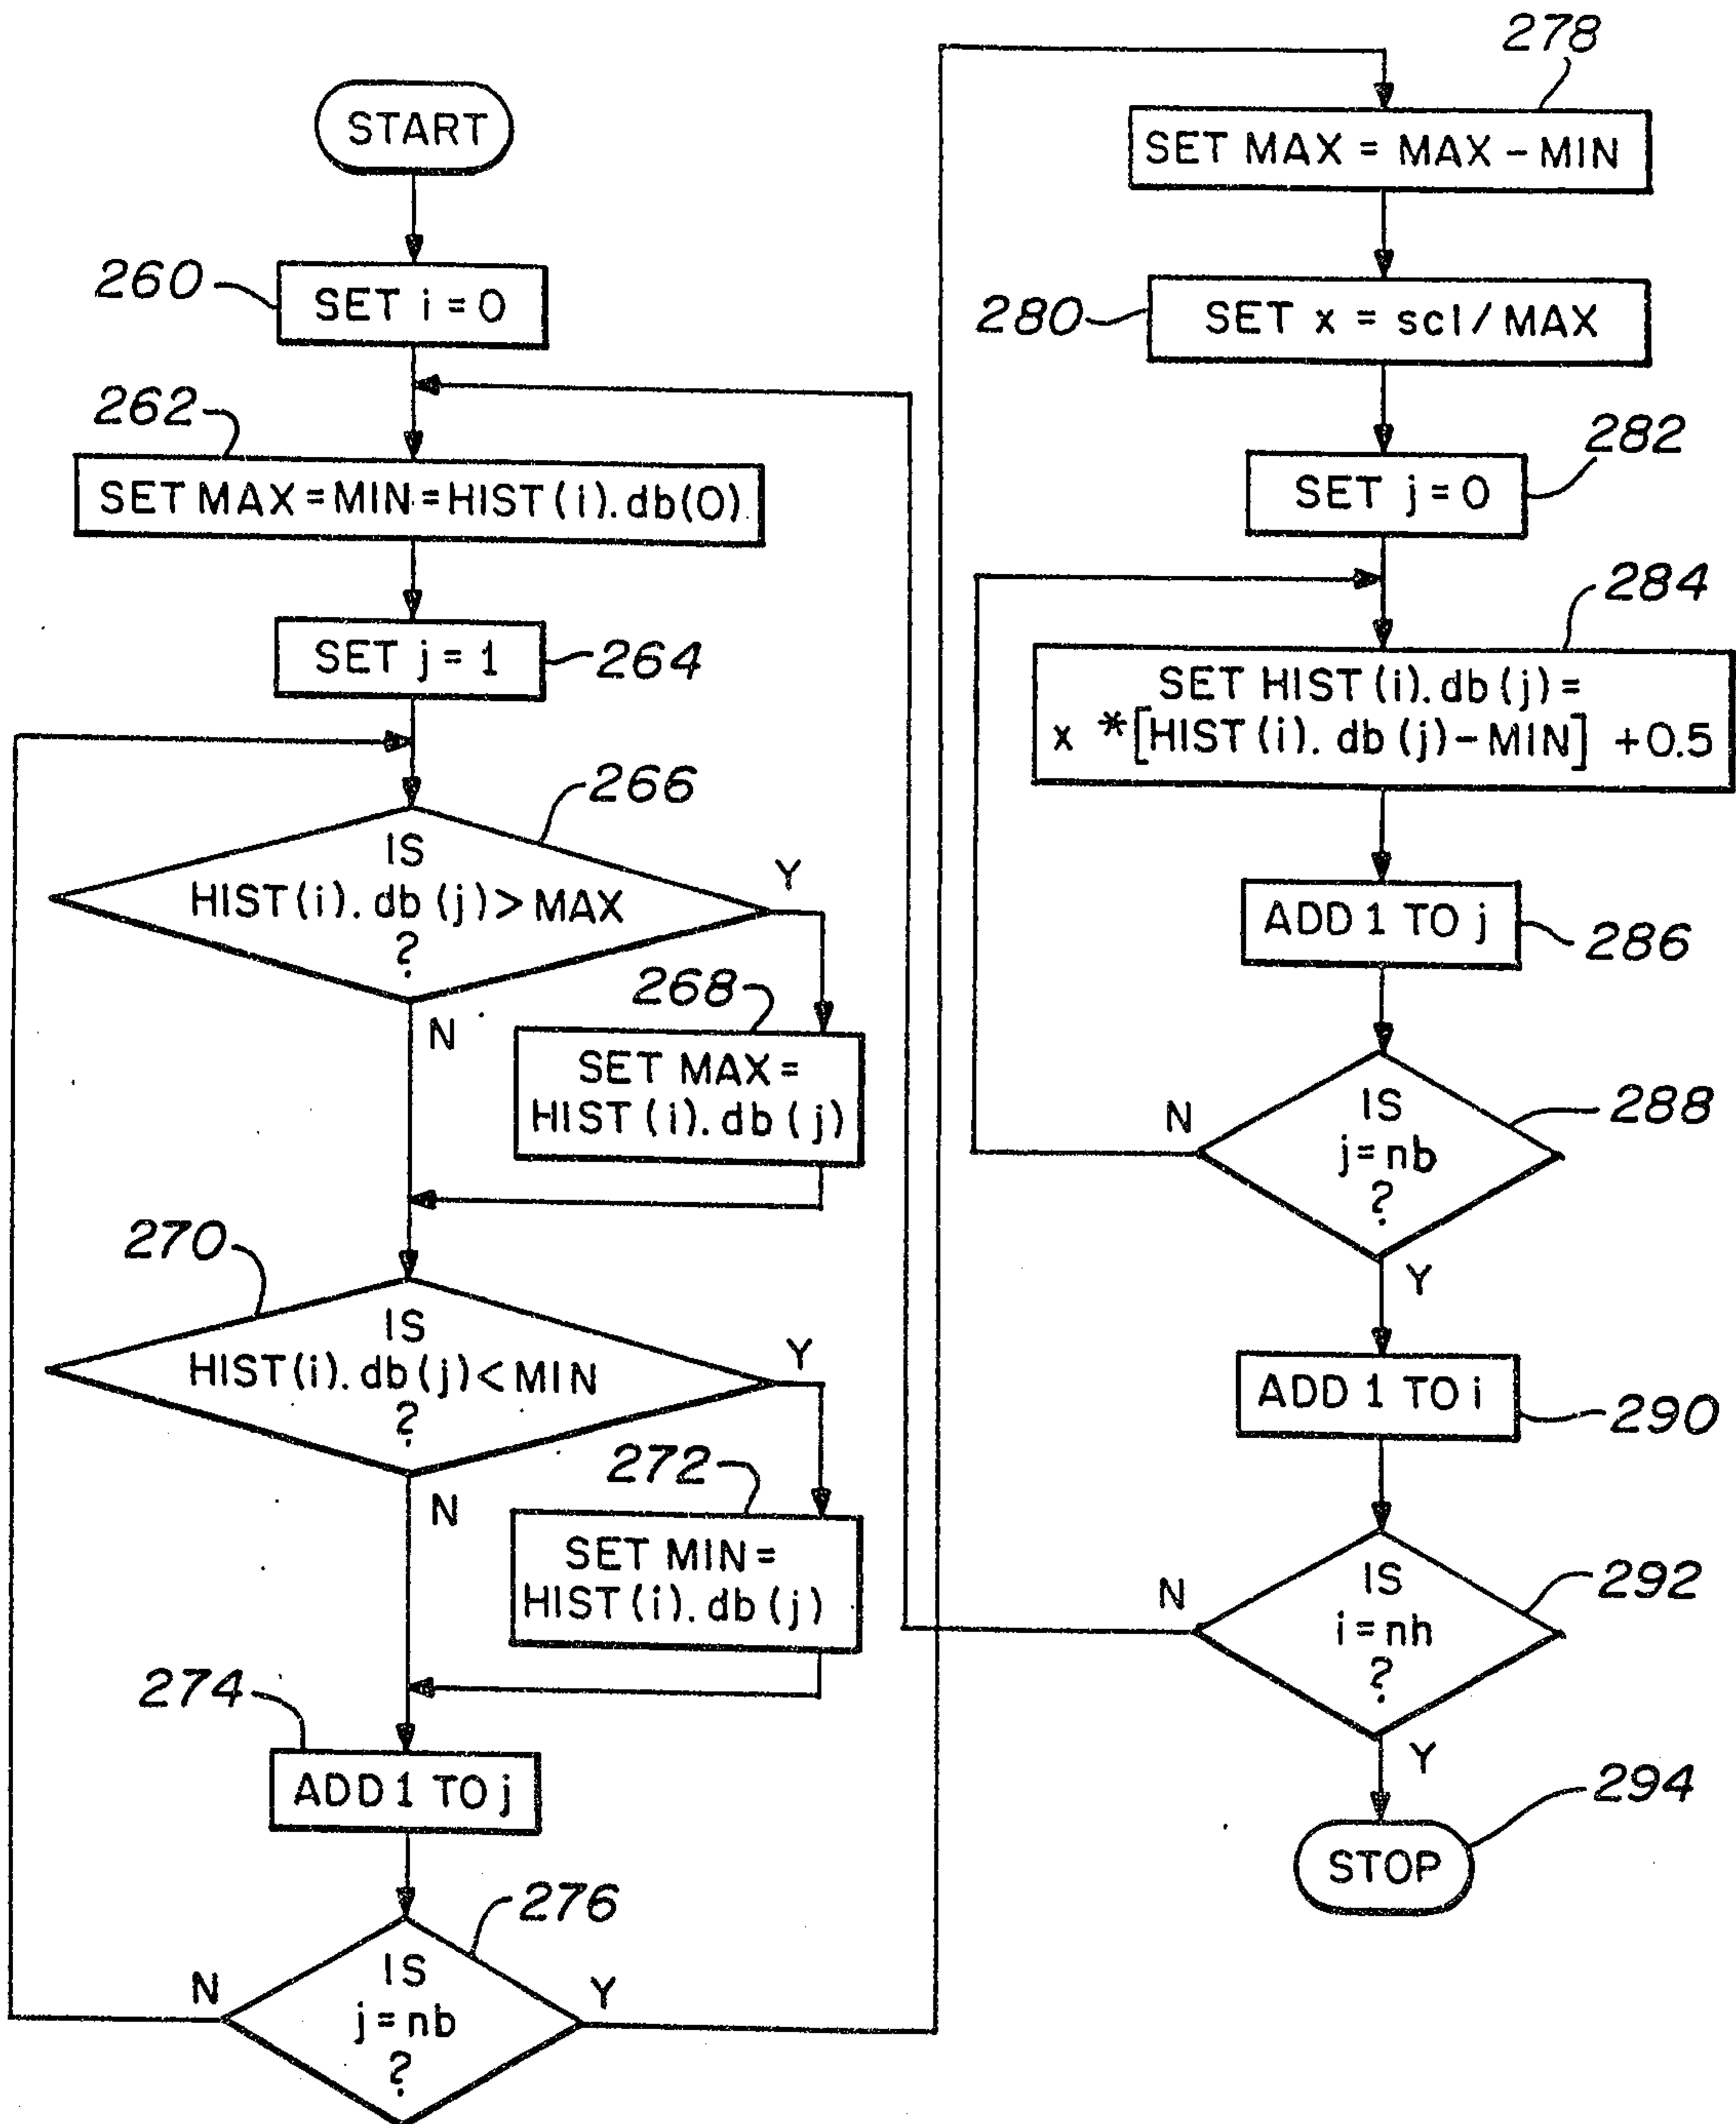 START
260
SET i = 0
262
SET MAX = MIN = HIST(i).db(0)
SET j = 1
264
266
IS
HIST(i).db(j) > MAX
?
Y
N
268
SET MAX =
HIST(i).db(j)
270
IS
HIST(i).db(j) < MIN
?
Y
N
272
SET MIN =
HIST(i).db(j)
274
ADD 1 TO j
276
IS
j = nb
?
N
Y
278
SET MAX = MAX - MIN
280
SET x = scl/MAX
282
SET j = 0
284
SET HIST(i).db(j) =
x *[HIST(i).db(j) - MIN] + 0.5
ADD 1 TO j
286
288
IS
j = nb
?
N
Y
ADD 1 TO i
290
292
IS
i = nh
?
N
Y
294
STOP